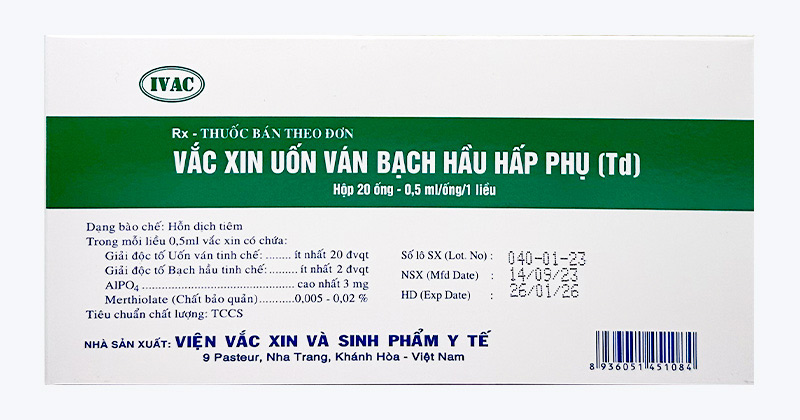 IVAC
Rx - THUỐC BÁN THEO ĐƠN
VẮC XIN UỐN VÁN BẠCH HẦU HẤP PHỤ (Td)
Hộp 20 ống - 0,5 ml/ống/1 liều
Dạng bào chế: Hỗn dịch tiêm
Trong mỗi liều 0,5ml vắc xin có chứa:
Giải độc tố Uốn ván tinh chế: ....... ít nhất 20 đvqt
Giải độc tố Bạch hầu tinh chế: ....... ít nhất 2 đvqt
AlPO4 ....... cao nhất 3 mg
Merthiolate (Chất bảo quản) ....... 0,005 - 0,02 %
Tiêu chuẩn chất lượng: TCCS
Số lô SX (Lot. No) : 040-01-23
NSX (Mfd Date) : 14/09/23
HD (Exp Date) : 26/01/26
NHÀ SẢN XUẤT: VIỆN VẮC XIN VÀ SINH PHẨM Y TẾ
9 Pasteur, Nha Trang, Khánh Hòa - Việt Nam
8 936051 451084